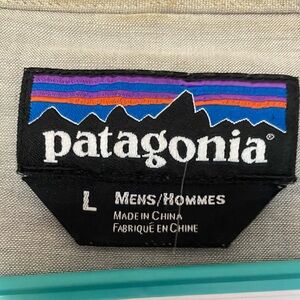 patagonia®
L MENS/HOMMES
MADE IN CHINA
FABRIQUÉ EN CHINE